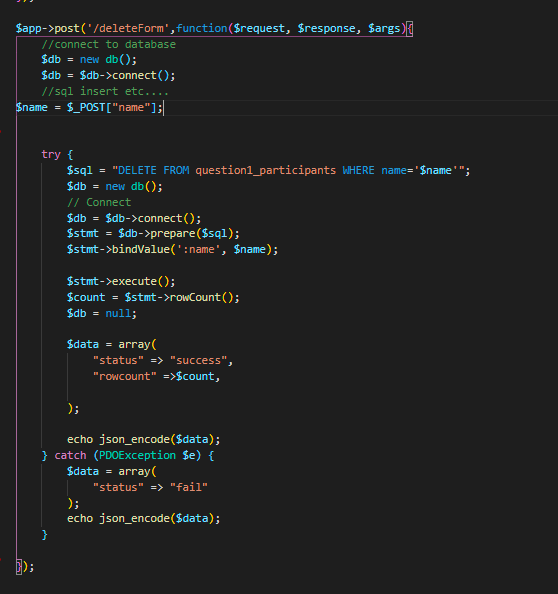 $app->post('/deleteForm',function($request, $response, $args){
//connect to database
$db = new db();
$db = $db->connect();
//sql insert etc....
$name = $_POST["name"];
try {
$sql = "DELETE FROM question1_participants WHERE name='$name'";
$db = new db();
// Connect
$db = $db->connect();
$stmt = $db->prepare($sql);
$stmt->bindValue(':name', $name);
$stmt->execute();
$count = $stmt->rowCount();
$db = null;
$data = array(
"status" => "success",
"rowcount" =>$count,
);
echo json_encode($data);
} catch (PDOException $e) {
$data = array(
"status" => "fail"
);
echo json_encode($data);
}
});